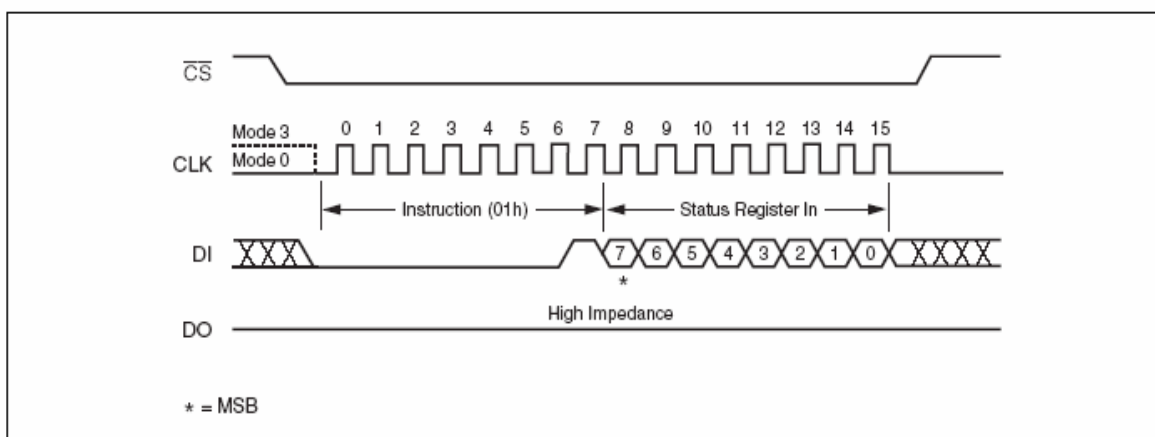 CS
Mode 3
0 1 2 3 4 5 6 7 8 9 10 11 12 13 14 15
CLK
Mode 0
Instruction (01h)
Status Register In
DI
7 6 5 4 3 2 1 0
*
High Impedance
DO
* = MSB